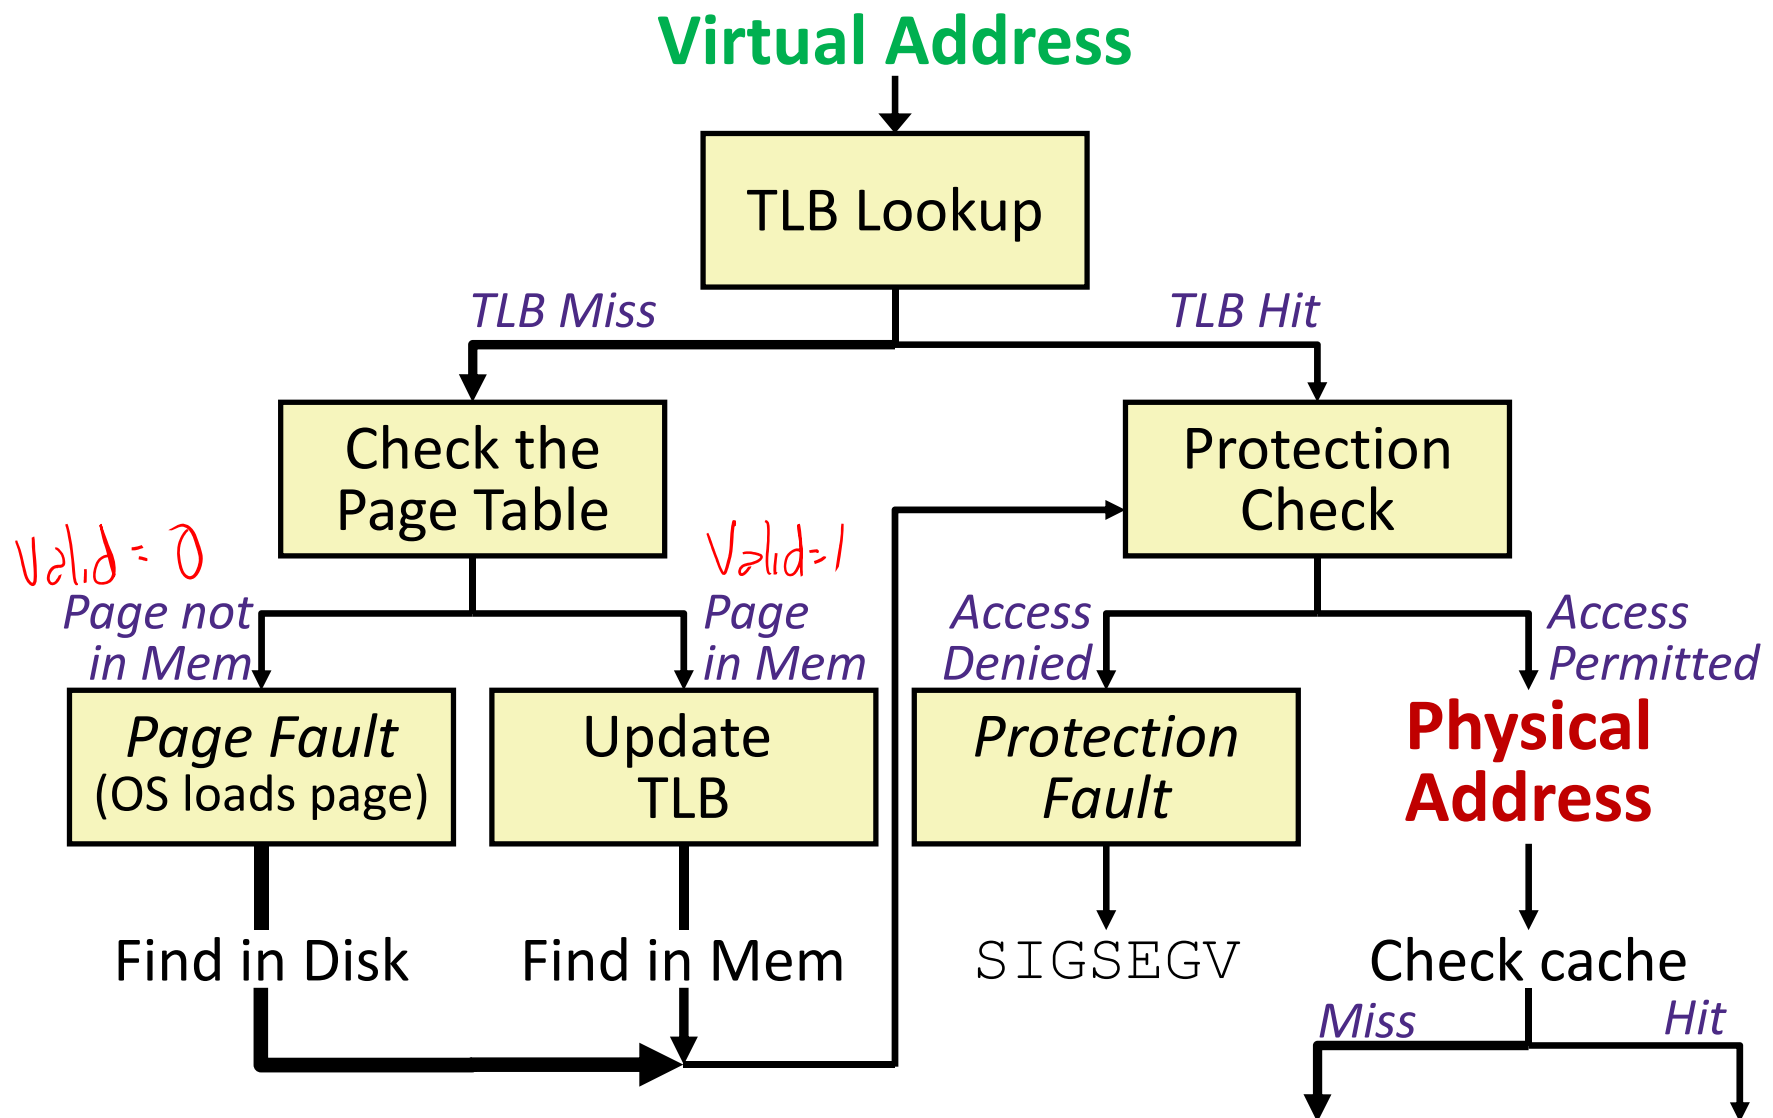 Virtual Address
TLB Lookup
TLB Miss
TLB Hit
Check the
Page Table
Protection
Check
Valid = 0
Valid=1
Page not
in Mem
Page
in Mem
Access
Denied
Access
Permitted
Page Fault
(OS loads page)
Update
TLB
Protection
Fault
Physical
Address
Find in Disk
Find in Mem
SIGSEGV
Check cache
Miss
Hit